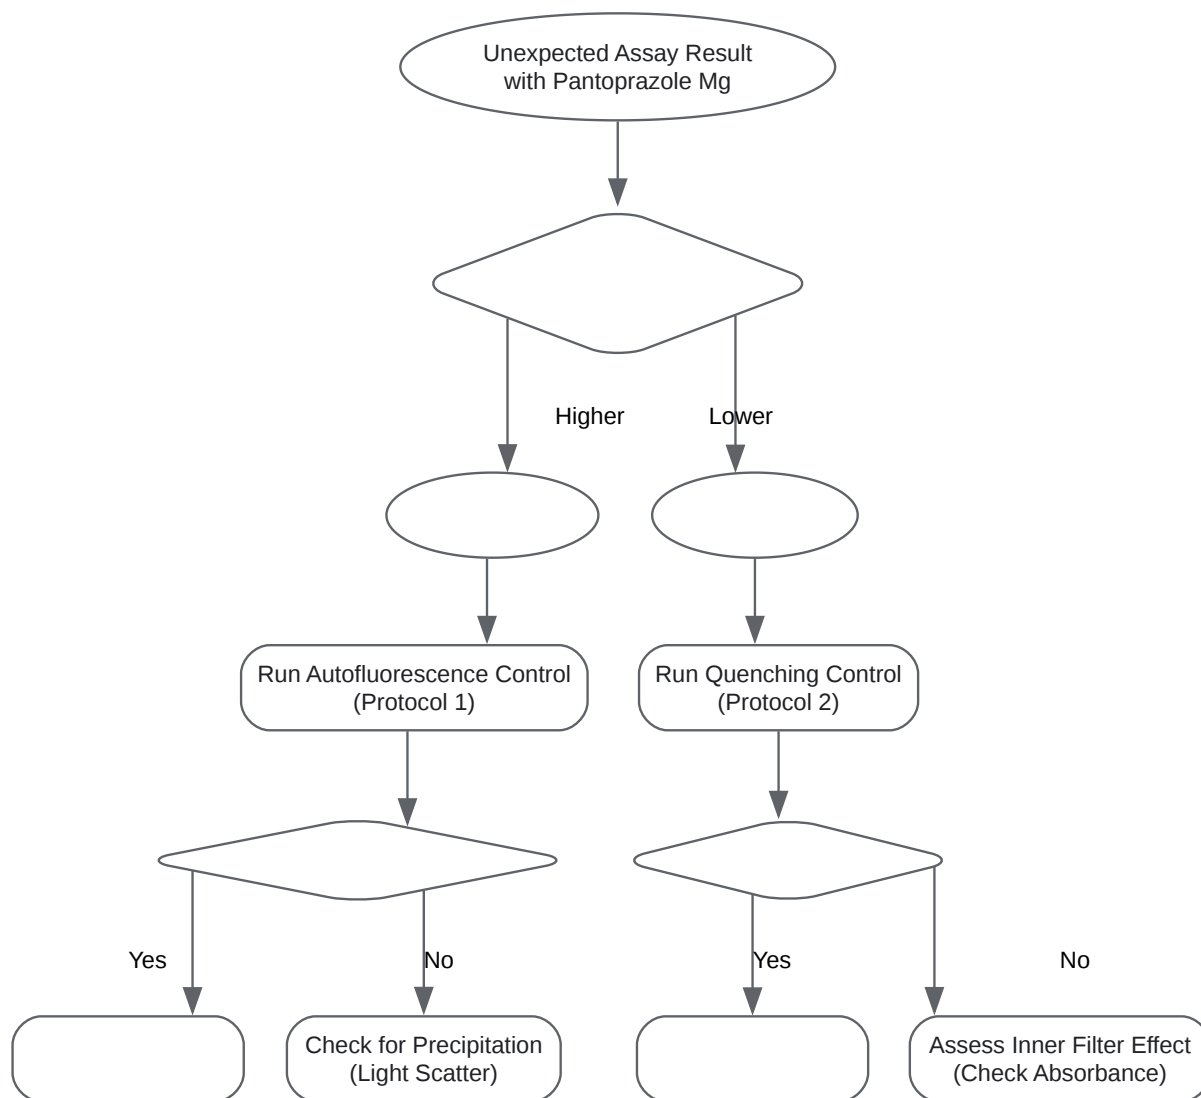 Unexpected Assay Result
with Pantoprazole Mg
Higher
Lower
Run Autofluorescence Control
(Protocol 1)
Run Quenching Control
(Protocol 2)
Yes
No
Yes
No
Check for Precipitation
(Light Scatter)
Assess Inner Filter Effect
(Check Absorbance)